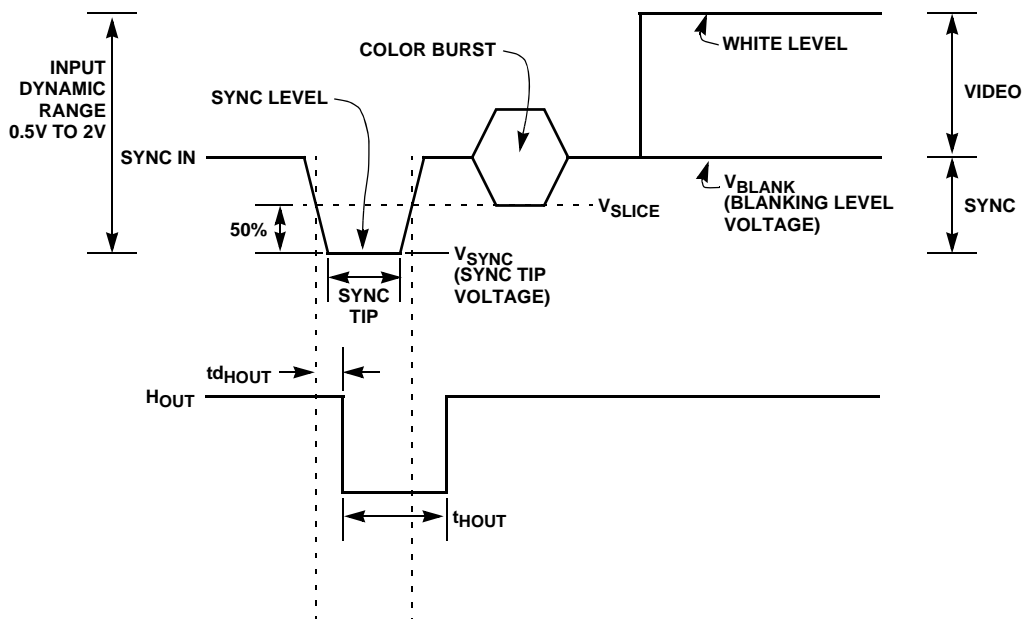 INPUT
DYNAMIC
RANGE
0.5V TO 2V
COLOR BURST
WHITE LEVEL
VIDEO
SYNC LEVEL
SYNC IN
VBLANK
(BLANKING LEVEL
VOLTAGE)
SYNC
VSLICE
50%
VSYNC
(SYNC TIP
VOLTAGE)
SYNC
TIP
tdHOUT
HOUT
tHOUT